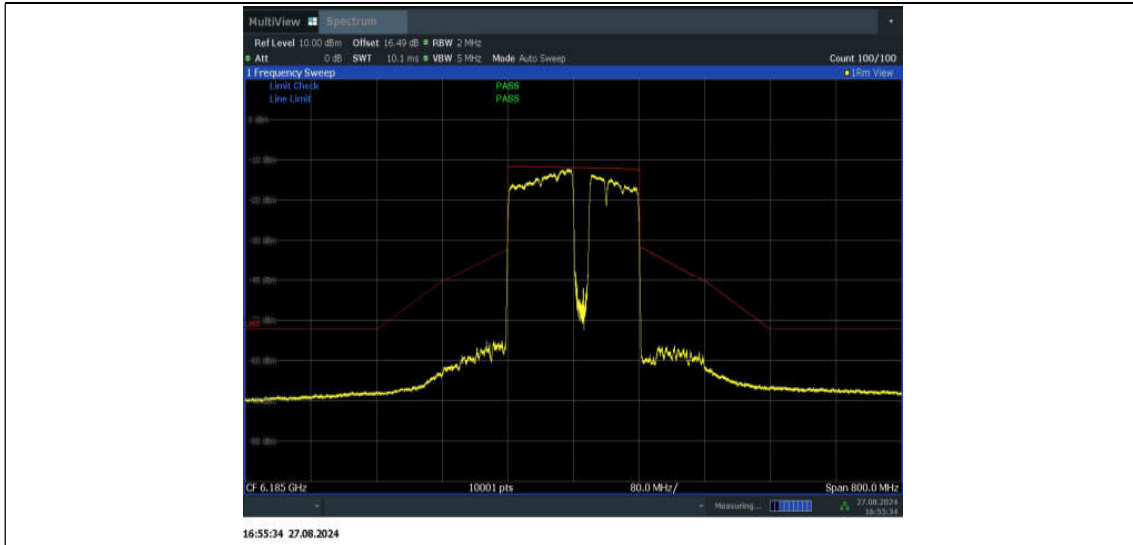 MultiView Spectrum
Ref Level 10.00 dBm Offset 16.49 dB RBW 2 MHz
Att 0 dB SWT 10.1 ms VBW 5 MHz Mode Auto Sweep Count 100/100
1 Frequency Sweep 1Rm View
Limit Check PASS
Line Limit PASS
0 dBm
-10 dBm
-20 dBm
-30 dBm
-40 dBm
-60 dBm
-80 dBm
CF 6.185 GHz 10001 pts 80.0 MHz/ Span 800.0 MHz
Measuring... 27.08.2024
16:55:34
16:55:34 27.08.2024